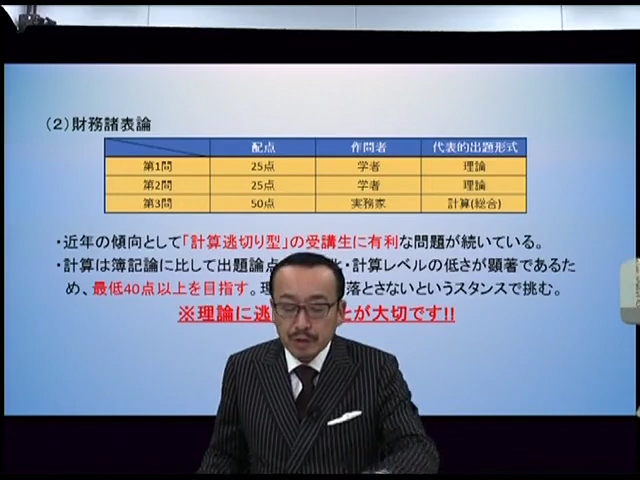 (2)財務諸表論
配点 作問者 代表的出題形式
第1問 25点 学者 理論
第2問 25点 学者 理論
第3問 50点 実務家 計算(総合)
・近年の傾向として「計算逃切り型」の受講生に有利な問題が続いている。
・計算は簿記論に比して出題論点 ・計算レベルの低さが顕著であるた
め、最低40点以上を目指す。 落とさないというスタンスで挑む。
※理論に逃 とが大切です!!